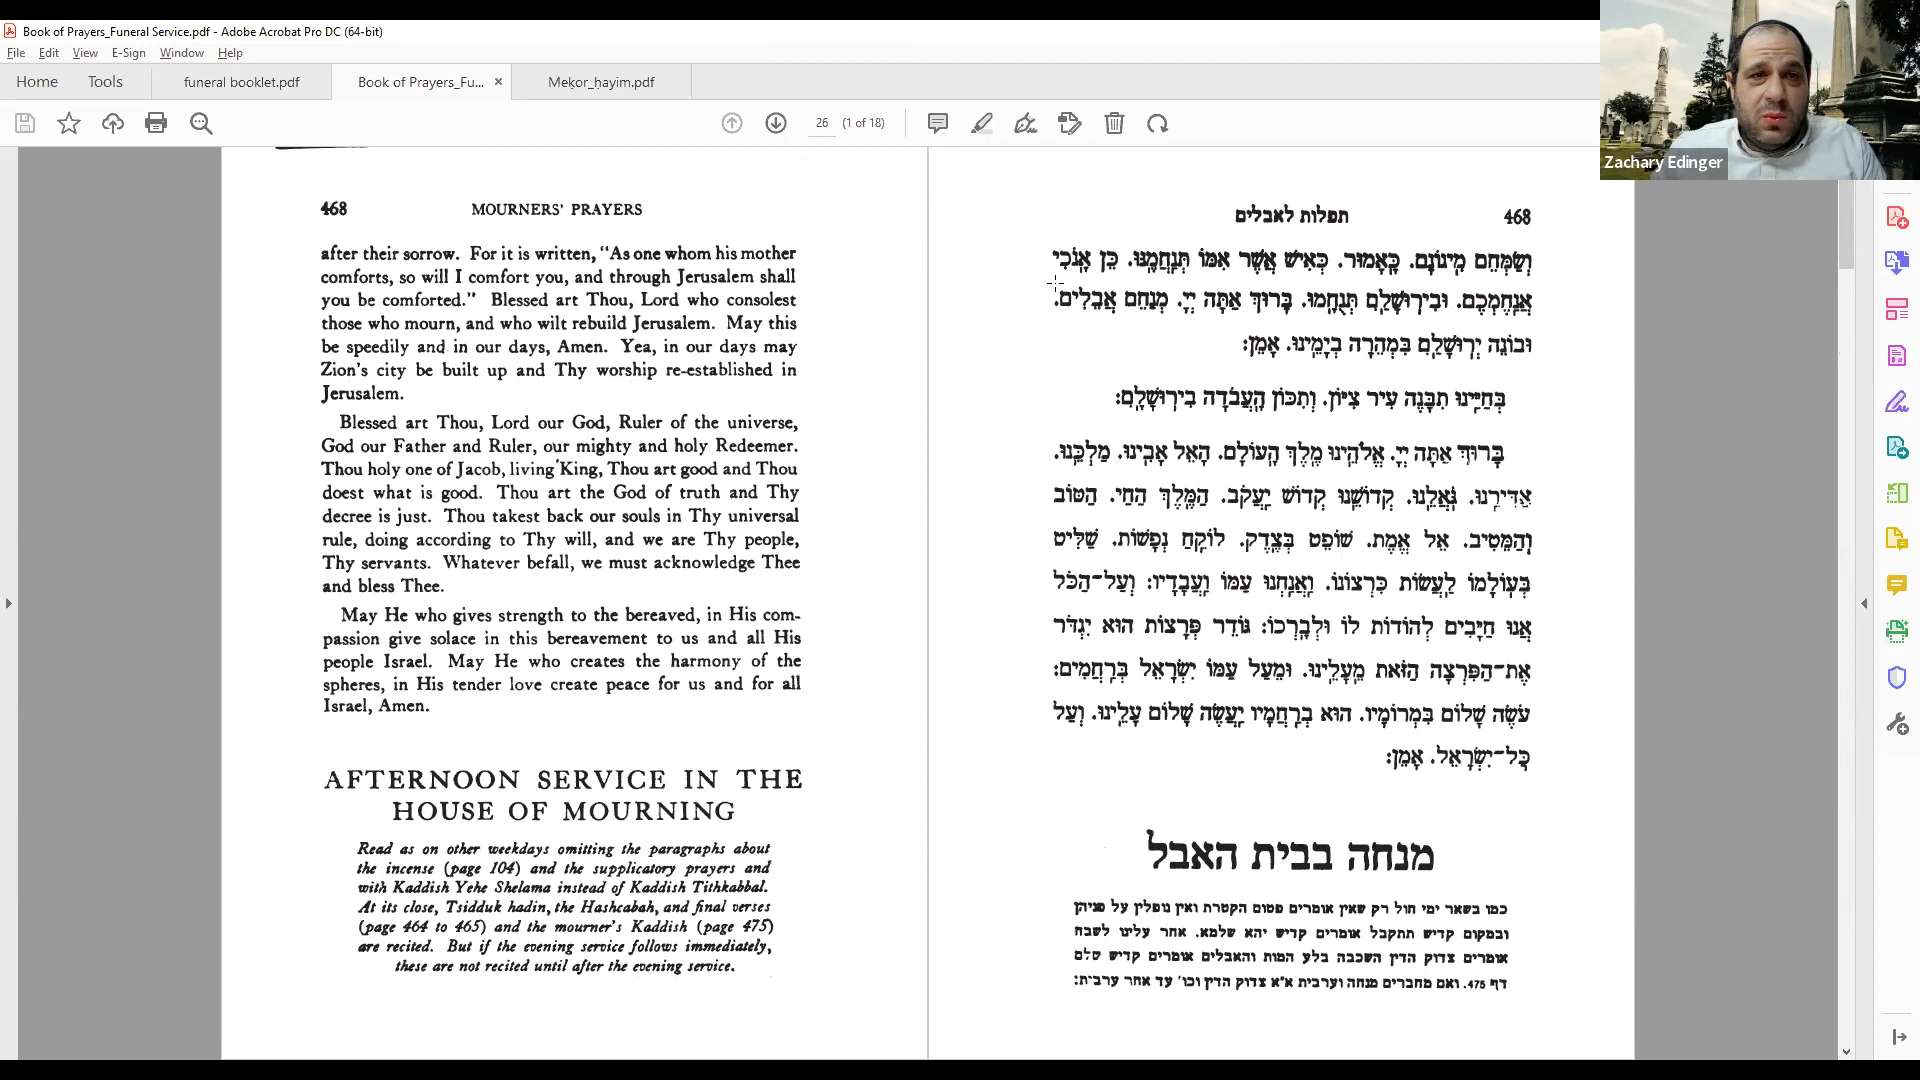 Book of Prayers_Funeral Service.pdf - Adobe Acrobat Pro DC (64-bit)
File Edit View E-Sign Window Help
Home Tools funeral booklet.pdf Book of Prayers_Fu... × Meḳor_ḥayim.pdf
26 (1 of 18)
Zachary Edinger
468 MOURNERS' PRAYERS
after their sorrow. For it is written, "As one whom his mother
comforts, so will I comfort you, and through Jerusalem shall
you be comforted." Blessed art Thou, Lord who consolest
those who mourn, and who wilt rebuild Jerusalem. May this
be speedily and in our days, Amen. Yea, in our days may
Zion's city be built up and Thy worship re-established in
Jerusalem.
Blessed art Thou, Lord our God, Ruler of the universe,
God our Father and Ruler, our mighty and holy Redeemer.
Thou holy one of Jacob, living King, Thou art good and Thou
doest what is good. Thou art the God of truth and Thy
decree is just. Thou takest back our souls in Thy universal
rule, doing according to Thy will, and we are Thy people,
Thy servants. Whatever befall, we must acknowledge Thee
and bless Thee.
May He who gives strength to the bereaved, in His com-
passion give solace in this bereavement to us and all His
people Israel. May He who creates the harmony of the
spheres, in His tender love create peace for us and for all
Israel, Amen.
AFTERNOON SERVICE IN THE
HOUSE OF MOURNING
Read as on other weekdays omitting the paragraphs about
the incense (page 104) and the supplicatory prayers and
with Kaddish Yehe Shelama instead of Kaddish Tithkabbal.
At its close, Tsidduk hadin, the Hashcabah, and final verses
(page 464 to 465) and the mourner's Kaddish (page 475)
are recited. But if the evening service follows immediately,
these are not recited until after the evening service.
468 תפלות לאבלים
וְשַׂמְּחֵם מִיגוֹנָם. כָּאָמוּר. כְּאִישׁ אֲשֶׁר אִמּוֹ תְּנַחֲמֶנּוּ. כֵּן אָנֹכִי
אֲנַחֶמְכֶם. וּבִירוּשָׁלַם תְּנֻחָמוּ. בָּרוּךְ אַתָּה יְיָ. מְנַחֵם אֲבֵלִים.
וּבוֹנֵה יְרוּשָׁלַם בִּמְהֵרָה בְיָמֵינוּ. אָמֵן:
בְּחַיֵּינוּ תִבָּנֶה עִיר צִיּוֹן. וְתִכּוֹן הָעֲבֹדָה בִירוּשָׁלַם:
בָּרוּךְ אַתָּה יְיָ. אֱלֹהֵינוּ מֶלֶךְ הָעוֹלָם. הָאֵל אָבִינוּ. מַלְכֵּנוּ.
אַדִּירֵנוּ. גֹּאֲלֵנוּ. קְדוֹשֵׁנוּ קְדוֹשׁ יַעֲקֹב. הַמֶּלֶךְ הַחַי. הַטּוֹב
וְהַמֵּטִיב. אֵל אֱמֶת. שׁוֹפֵט בְּצֶדֶק. לוֹקֵחַ נְפָשׁוֹת. שַׁלִּיט
בְּעוֹלָמוֹ לַעֲשׂוֹת כִּרְצוֹנוֹ. וַאֲנַחְנוּ עַמּוֹ וַעֲבָדָיו: וְעַל־הַכֹּל
אָנוּ חַיָּבִים לְהוֹדוֹת לוֹ וּלְבָרְכוֹ: גּוֹדֵר פְּרָצוֹת הוּא יִגְדֹּר
אֶת־הַפִּרְצָה הַזֹּאת מֵעָלֵינוּ. וּמֵעַל עַמּוֹ יִשְׂרָאֵל בְּרַחֲמִים:
עֹשֶׂה שָׁלוֹם בִּמְרוֹמָיו. הוּא בְרַחֲמָיו יַעֲשֶׂה שָׁלוֹם עָלֵינוּ. וְעַל
כָּל־יִשְׂרָאֵל. אָמֵן:
מנחה בבית האבל
כמו בשאר ימי חול רק שאין אומרים פטום הקטרת ואין נופלין על פניהן
ובמקום קדיש תתקבל אומרים קדיש יהא שלמא. אחר עלינו לשבח
אומרים צדוק הדין השכבה בלע המות והאבלים אומרים קדיש שלם
דף 475. ואם מחברים מנחה וערבית א"א צדוק הדין וכו' עד אחר ערבית: